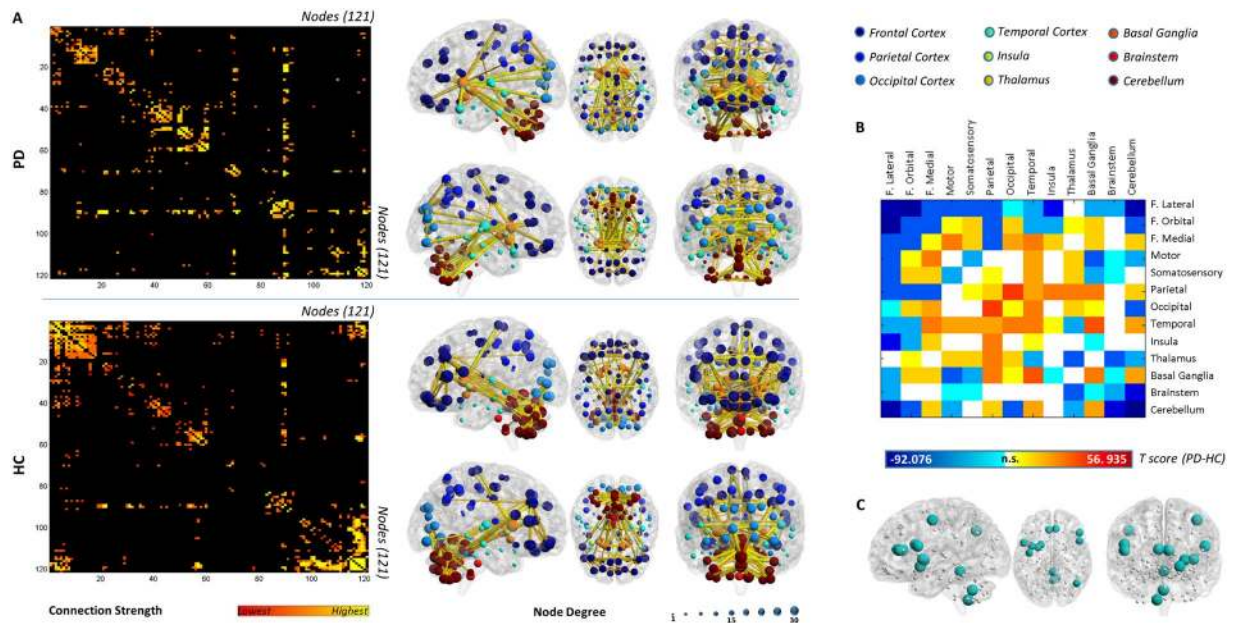 A
Nodes (121)
20
40
60
80
100
120
20 40 60 80 100 120
PD
Nodes (121)
Nodes (121)
20
40
60
80
100
120
20 40 60 80 100 120
HC
Nodes (121)
Connection Strength
Lowest Highest
Node Degree
1 15 30
Frontal Cortex Temporal Cortex Basal Ganglia
Parietal Cortex Insula Brainstem
Occipital Cortex Thalamus Cerebellum
B
F. Lateral
F. Orbital
F. Medial
Motor
Somatosensory
Parietal
Occipital
Temporal
Insula
Thalamus
Basal Ganglia
Brainstem
Cerebellum
F. Lateral
F. Orbital
F. Medial
Motor
Somatosensory
Parietal
Occipital
Temporal
Insula
Thalamus
Basal Ganglia
Brainstem
Cerebellum
-92.076 n.s. 56.935 T score (PD-HC)
C